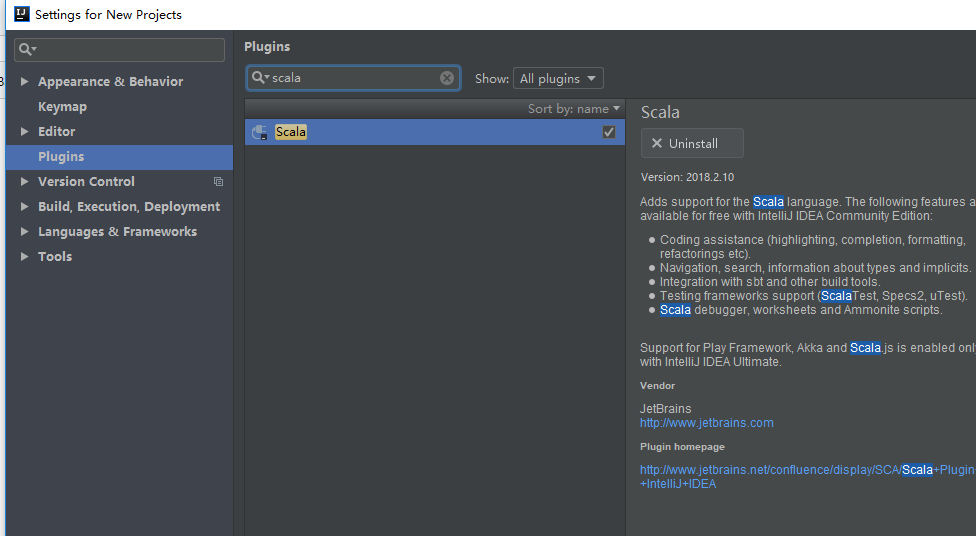 IJ Settings for New Projects
Appearance & Behavior
Keymap
Editor
Plugins
Version Control
Build, Execution, Deployment
Languages & Frameworks
Tools
Plugins
scala
Show: All plugins
Sort by: name
Scala
Scala
Uninstall
Version: 2018.2.10
Adds support for the Scala language. The following features a
available for free with IntelliJ IDEA Community Edition:
Coding assistance (highlighting, completion, formatting,
refactorings etc).
Navigation, search, information about types and implicits.
Integration with sbt and other build tools.
Testing frameworks support (ScalaTest, Specs2, uTest).
Scala debugger, worksheets and Ammonite scripts.
Support for Play Framework, Akka and Scala.js is enabled only
with IntelliJ IDEA Ultimate.
Vendor
JetBrains
http://www.jetbrains.com
Plugin homepage
http://www.jetbrains.net/confluence/display/SCA/Scala+Plugin+
+IntelliJ+IDEA